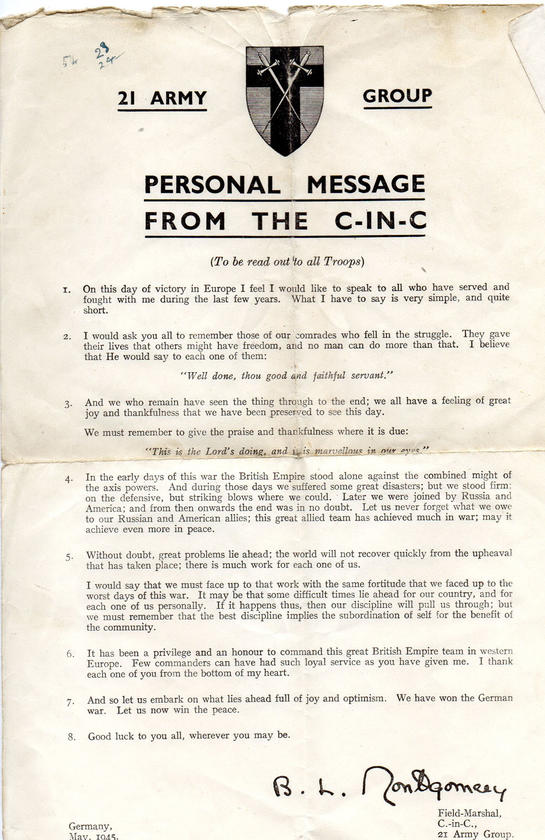 54 29
24
21 ARMY GROUP
PERSONAL MESSAGE
FROM THE C-IN-C
(To be read out to all Troops)
1. On this day of victory in Europe I feel I would like to speak to all who have served and
fought with me during the last few years. What I have to say is very simple, and quite
short.
2. I would ask you all to remember those of our comrades who fell in the struggle. They gave
their lives that others might have freedom, and no man can do more than that. I believe
that He would say to each one of them:
"Well done, thou good and faithful servant."
3. And we who remain have seen the thing through to the end; we all have a feeling of great
joy and thankfulness that we have been preserved to see this day.
We must remember to give the praise and thankfulness where it is due:
"This is the Lord's doing, and it is marvellous in our eyes."
4. In the early days of this war the British Empire stood alone against the combined might of
the axis powers. And during those days we suffered some great disasters; but we stood firm:
on the defensive, but striking blows where we could. Later we were joined by Russia and
America; and from then onwards the end was in no doubt. Let us never forget what we owe
to our Russian and American allies; this great allied team has achieved much in war; may it
achieve even more in peace.
5. Without doubt, great problems lie ahead; the world will not recover quickly from the upheaval
that has taken place; there is much work for each one of us.
I would say that we must face up to that work with the same fortitude that we faced up to the
worst days of this war. It may be that some difficult times lie ahead for our country, and for
each one of us personally. If it happens thus, then our discipline will pull us through; but
we must remember that the best discipline implies the subordination of self for the benefit of
the community.
6. It has been a privilege and an honour to command this great British Empire team in western
Europe. Few commanders can have had such loyal service as you have given me. I thank
each one of you from the bottom of my heart.
7. And so let us embark on what lies ahead full of joy and optimism. We have won the German
war. Let us now win the peace.
8. Good luck to you all, wherever you may be.
B. L. Montgomery
Field-Marshal,
C.-in-C.,
21 Army Group.
Germany,
May, 1945.